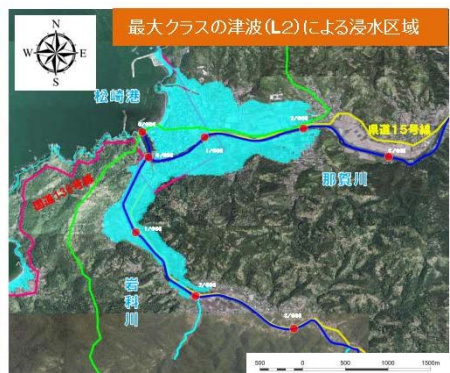 最大クラスの津波(L2)による浸水区域
N
W
E
S
松崎港
県道15号線
国道136号線
那賀川
岩科川
500
0
500
1000
1500m